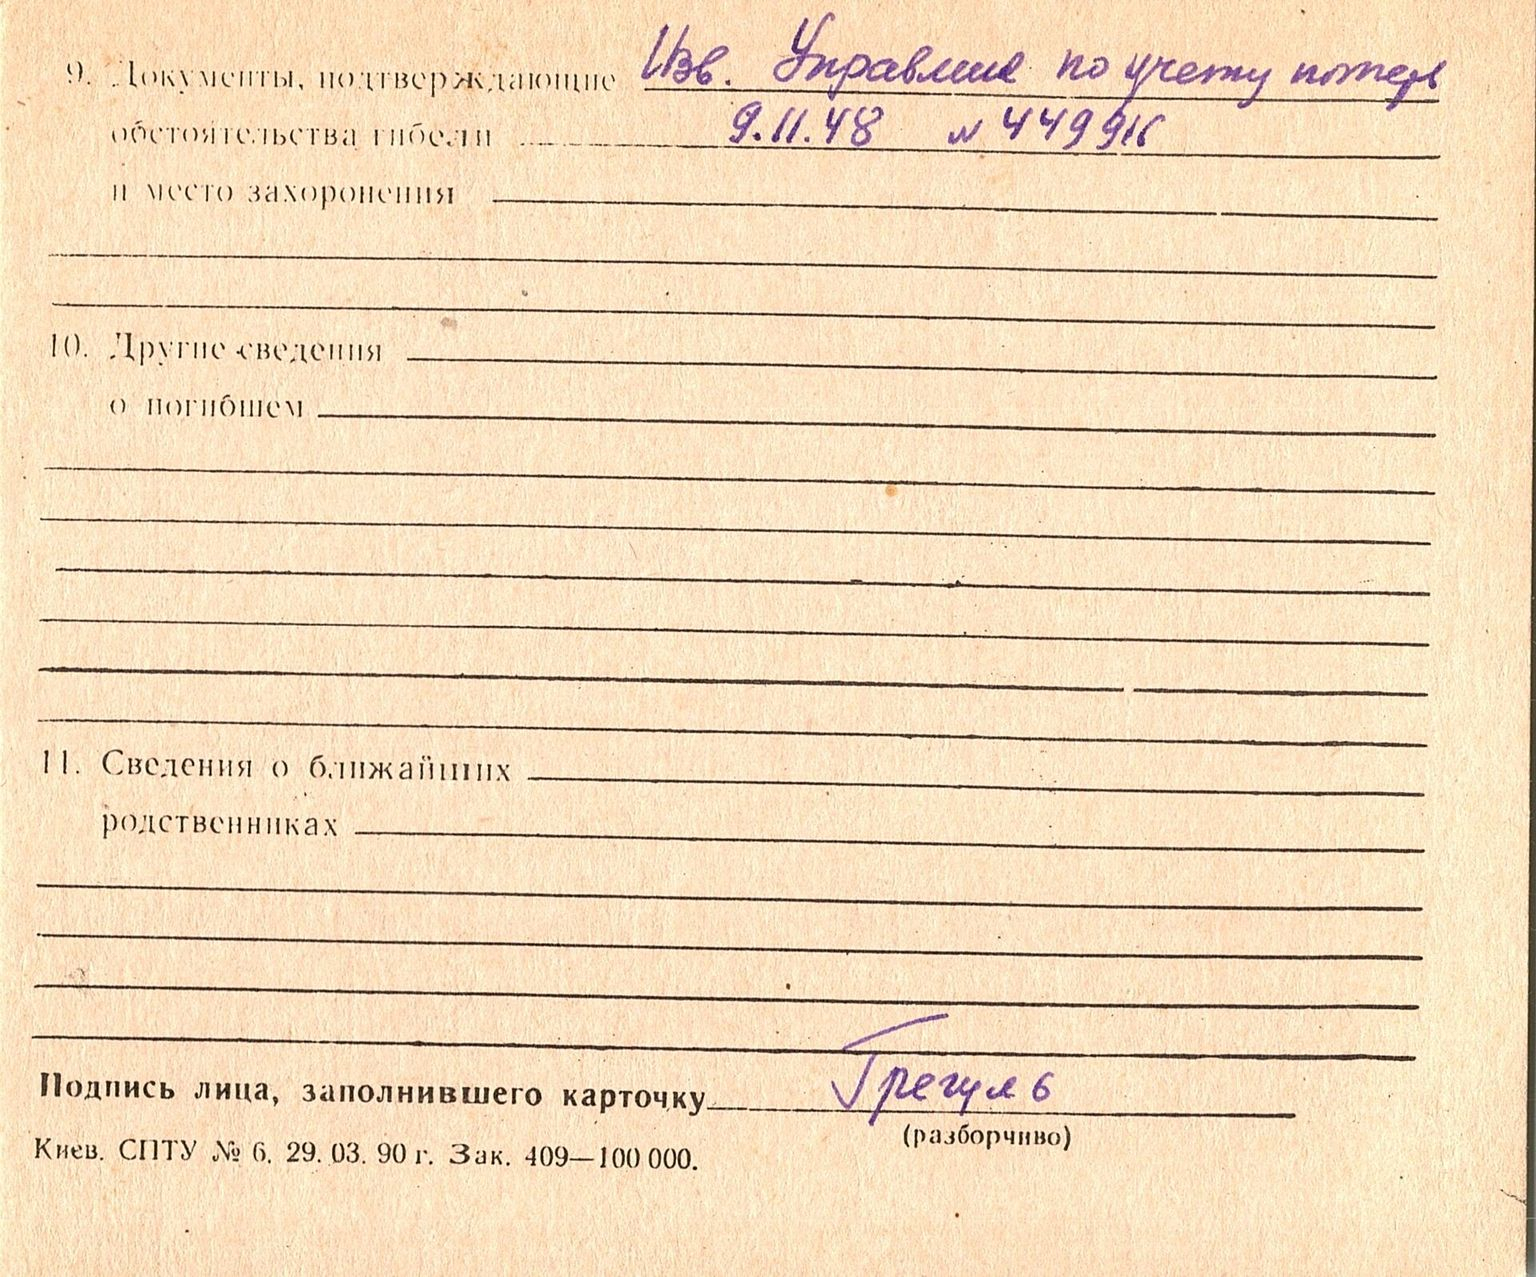 9. Документы, подтверждающие Изв. Управление по учету потерь
обстоятельства гибели 9.11.48 N 449916
и место захоронения
10. Другие сведения
о погибшем
11. Сведения о ближайших
родственниках
Подпись лица, заполнившего карточку Грегуль
(разборчиво)
Киев. СПТУ № 6. 29. 03. 90 г. Зак. 409—100 000.